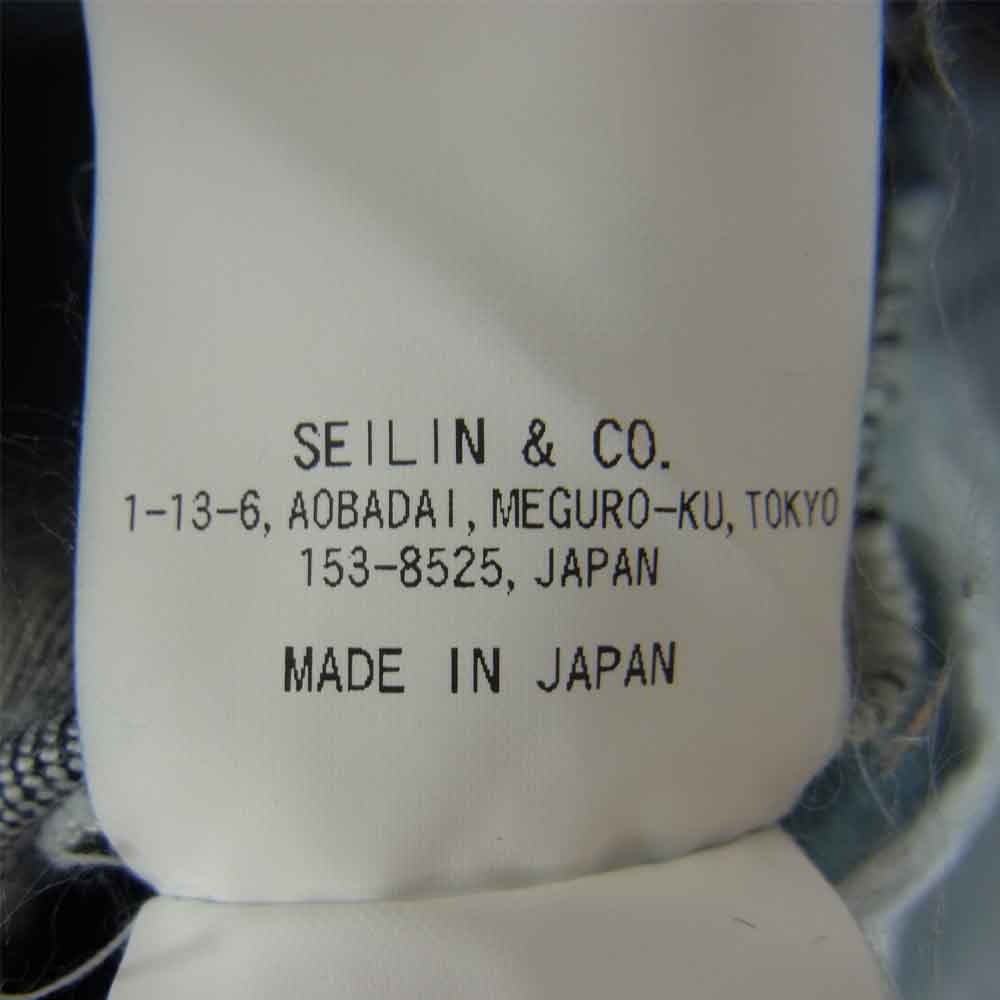 SEILIN & CO.
1-13-6, AOBADAI, MEGURO-KU, TOKYO
153-8525, JAPAN
MADE IN JAPAN